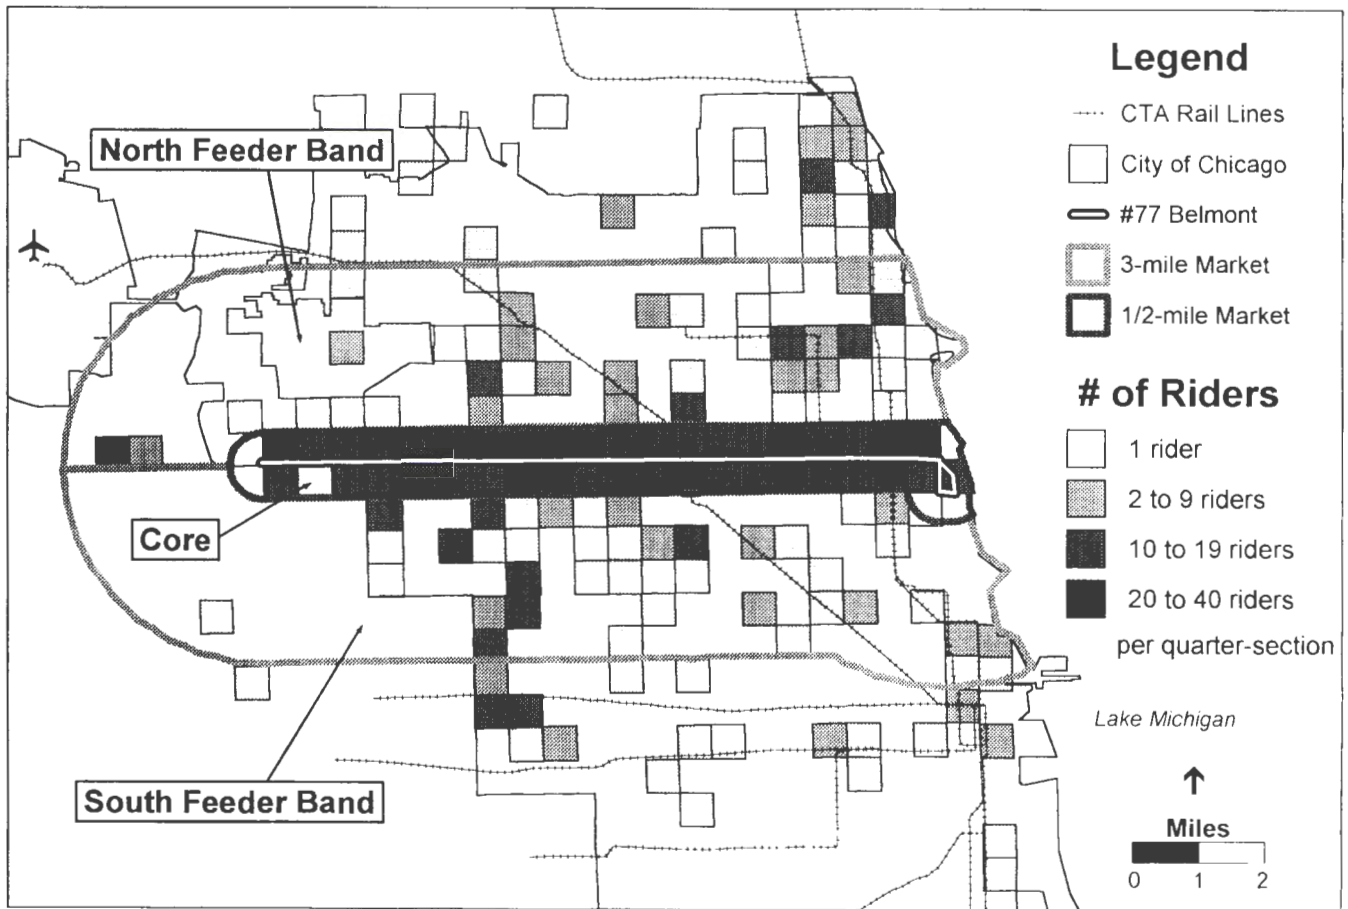 Legend
CTA Rail Lines
City of Chicago
#77 Belmont
3-mile Market
1/2-mile Market
# of Riders
1 rider
2 to 9 riders
10 to 19 riders
20 to 40 riders
per quarter-section
North Feeder Band
Core
South Feeder Band
Lake Michigan
Miles
0 1 2